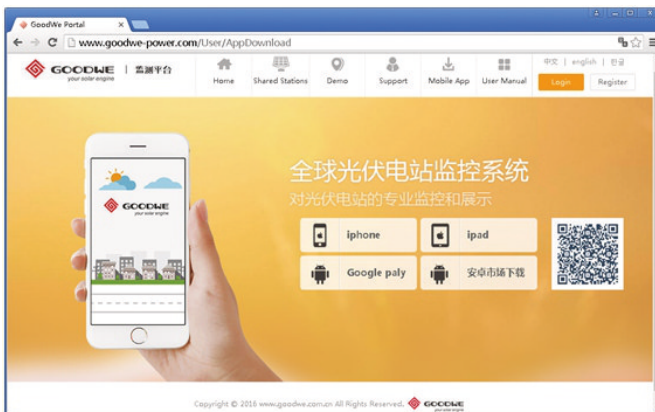 GoodWe Portal
www.goodwe-power.com/User/AppDownload
GOODWE | 监测平台
your solar engine
Home Shared Stations Demo Support Mobile App User Manual
中文 | english | 한글
Login Register
GOODWE
your solar engine
全球光伏电站监控系统
对光伏电站的专业监控和展示
iphone ipad
Google paly 安卓市场下载
Copyright © 2016 www.goodwe.com.cn All Rights Reserved. GOODWE
your solar engine